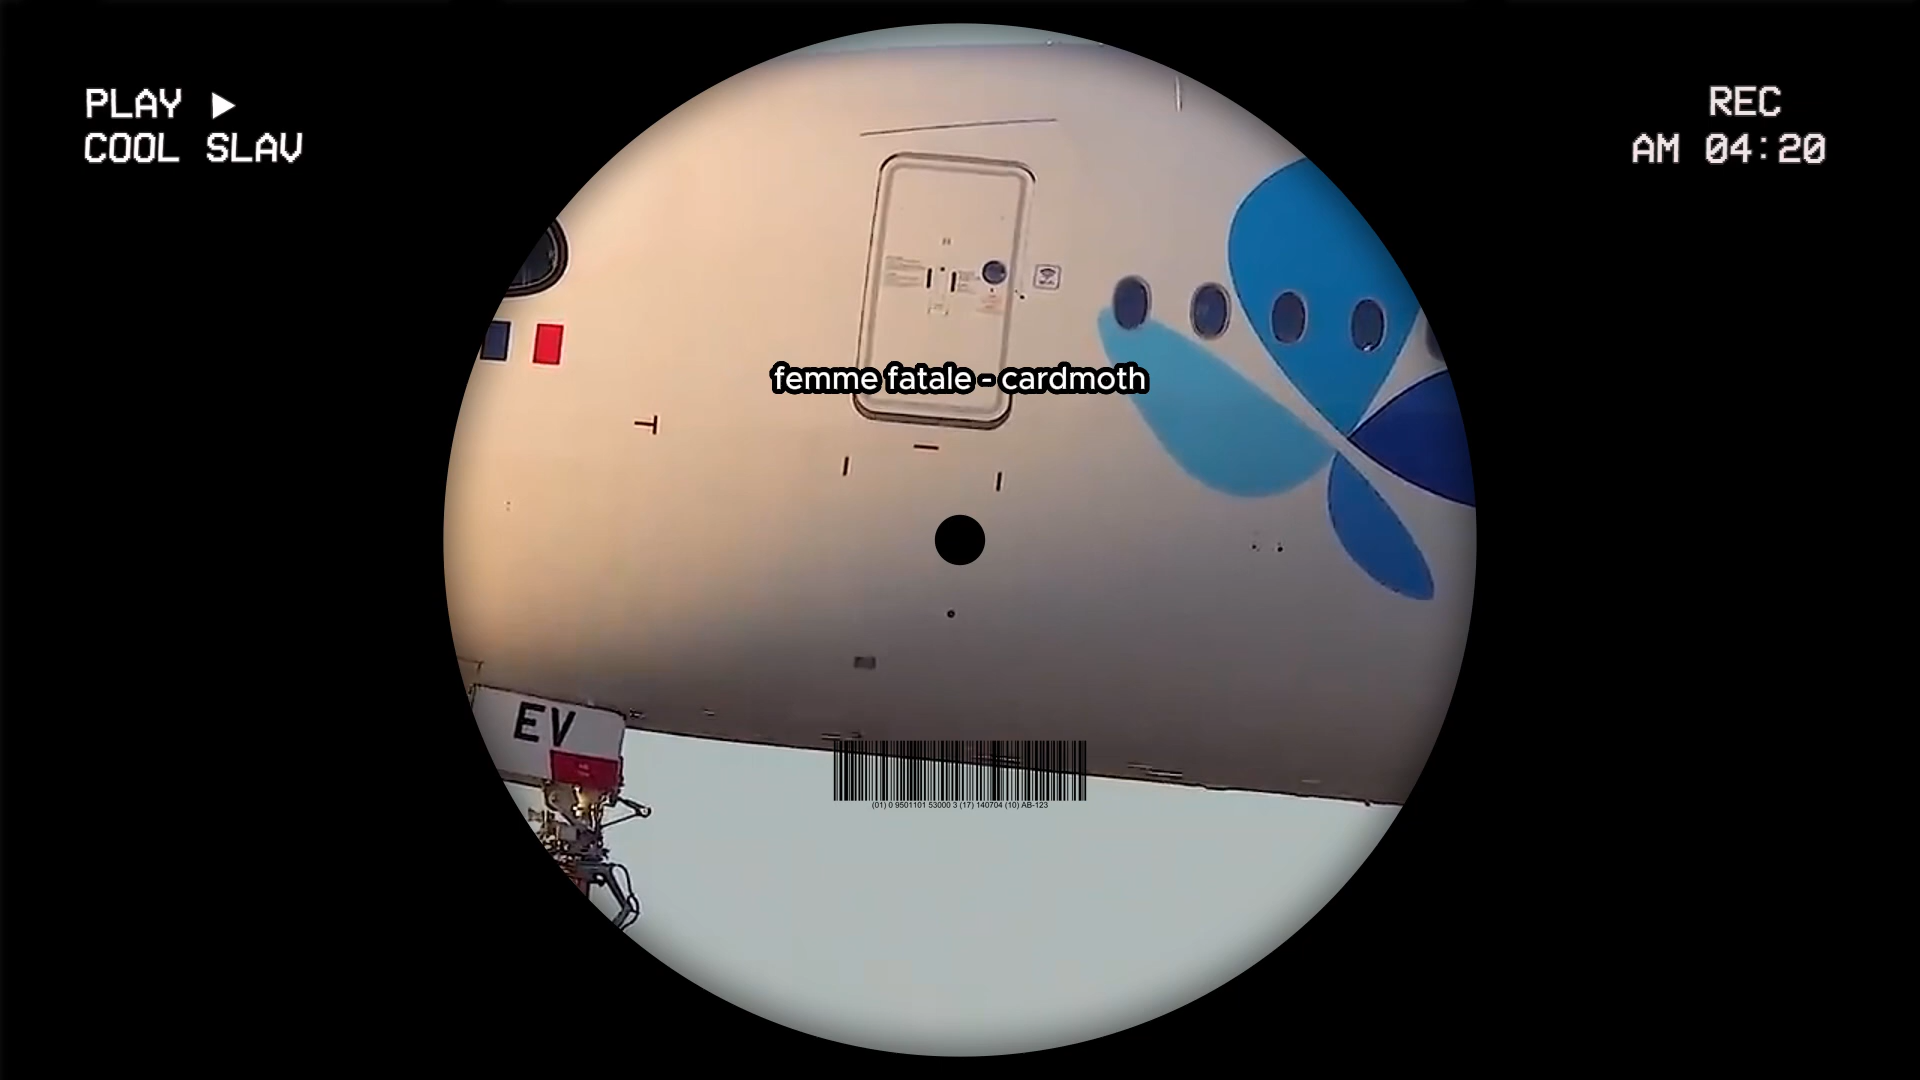 PLAY ▶
COOL SLAV
REC
AM 04:20
femme fatale - cardmoth
EV
(01) 0 9501101 53000 3 (17) 140704 (10) AB-123